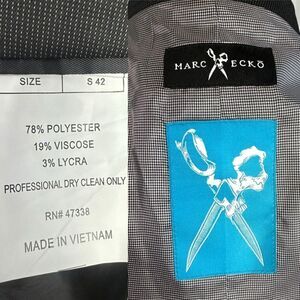 SIZE S 42
78% POLYESTER
19% VISCOSE
3% LYCRA
PROFESSIONAL DRY CLEAN ONLY
RN# 47338
MADE IN VIETNAM
MARC ECKŌ